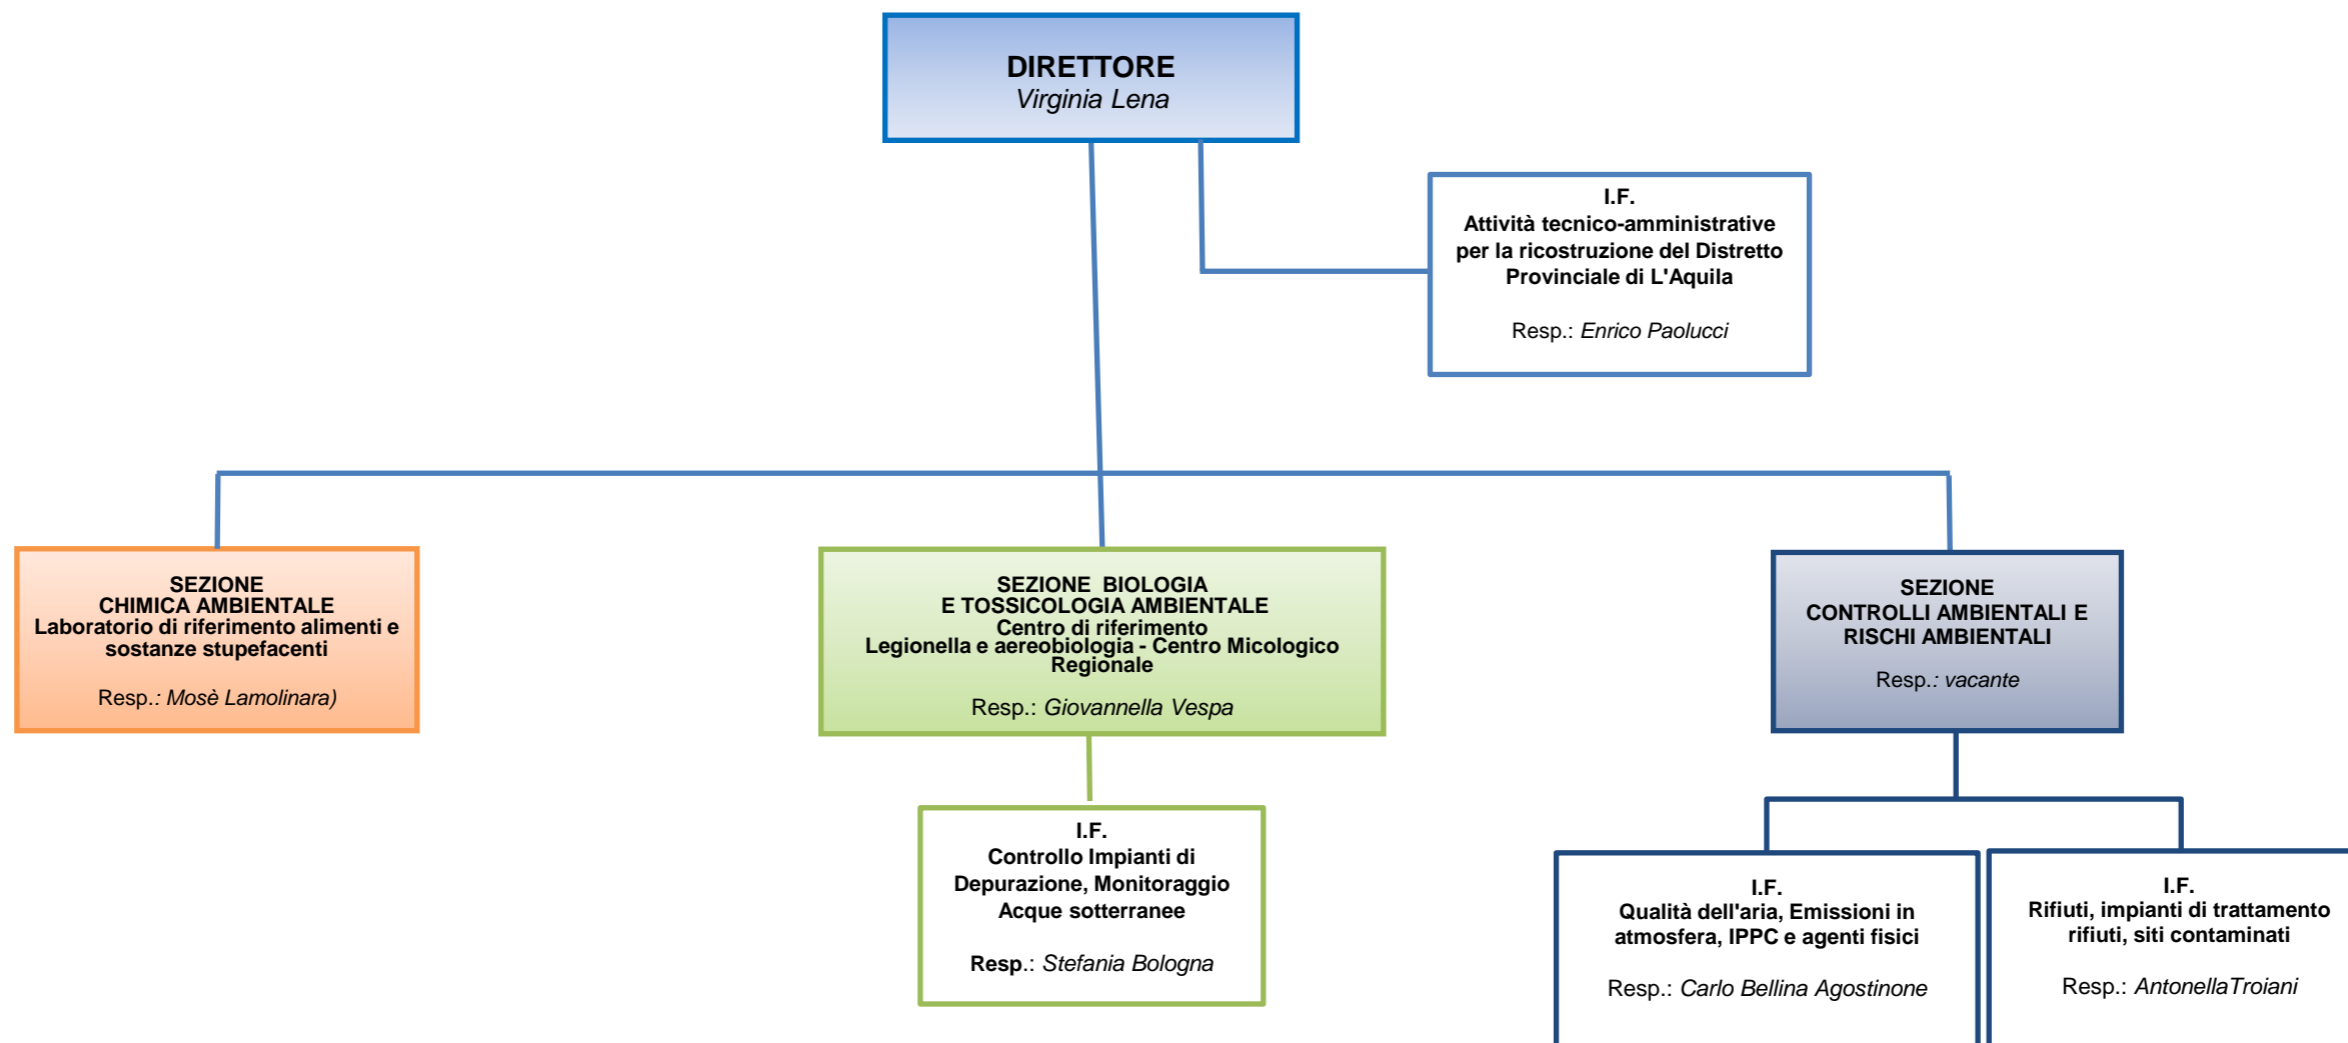 DIRETTORE
Virginia Lena
I.F.
Attività tecnico-amministrative
per la ricostruzione del Distretto
Provinciale di L'Aquila
Resp.: Enrico Paolucci
SEZIONE
CHIMICA AMBIENTALE
Laboratorio di riferimento alimenti e
sostanze stupefacenti
Resp.: Mosè Lamolinara)
SEZIONE BIOLOGIA
E TOSSICOLOGIA AMBIENTALE
Centro di riferimento
Legionella e aereobiologia - Centro Micologico
Regionale
Resp.: Giovannella Vespa
SEZIONE
CONTROLLI AMBIENTALI E
RISCHI AMBIENTALI
Resp.: vacante
I.F.
Controllo Impianti di
Depurazione, Monitoraggio
Acque sotterranee
Resp.: Stefania Bologna
I.F.
Qualità dell'aria, Emissioni in
atmosfera, IPPC e agenti fisici
Resp.: Carlo Bellina Agostinone
I.F.
Rifiuti, impianti di trattamento
rifiuti, siti contaminati
Resp.: AntonellaTroiani